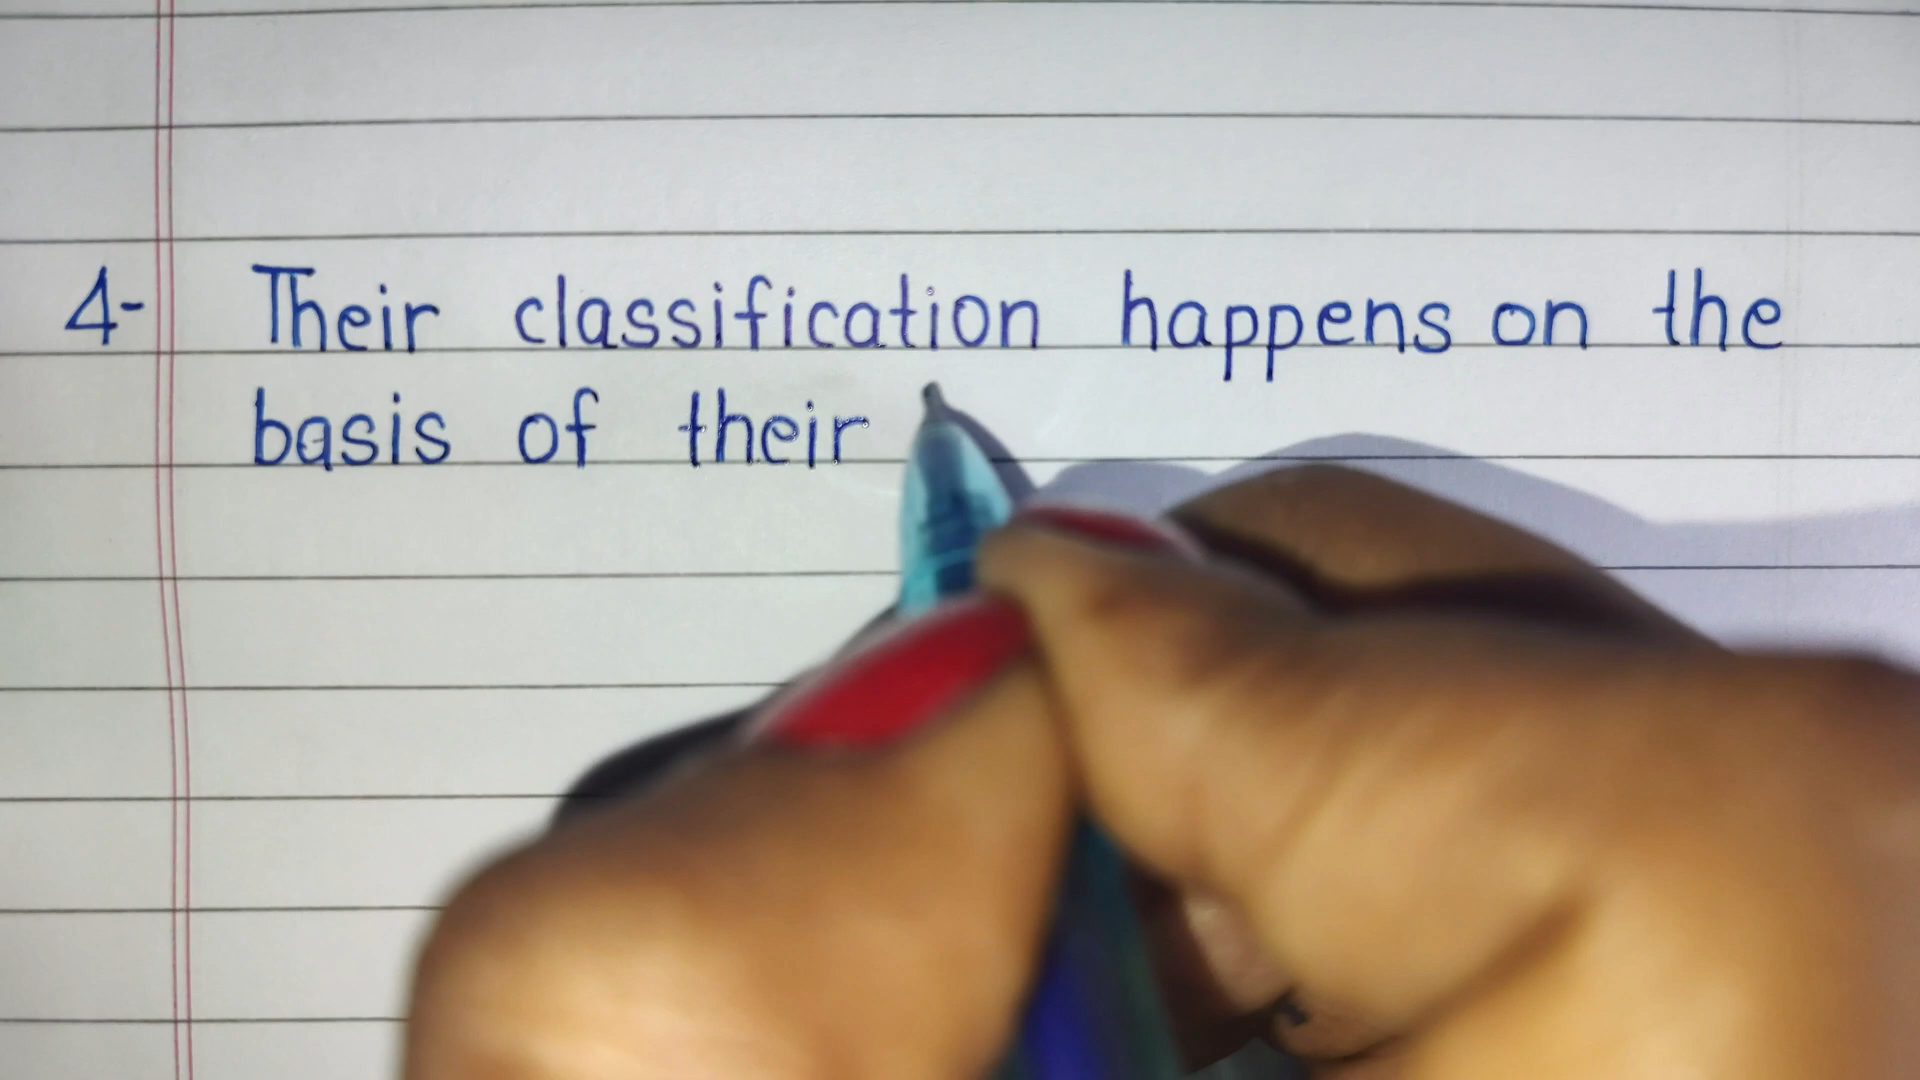 4- Their classification happens on the
basis of their